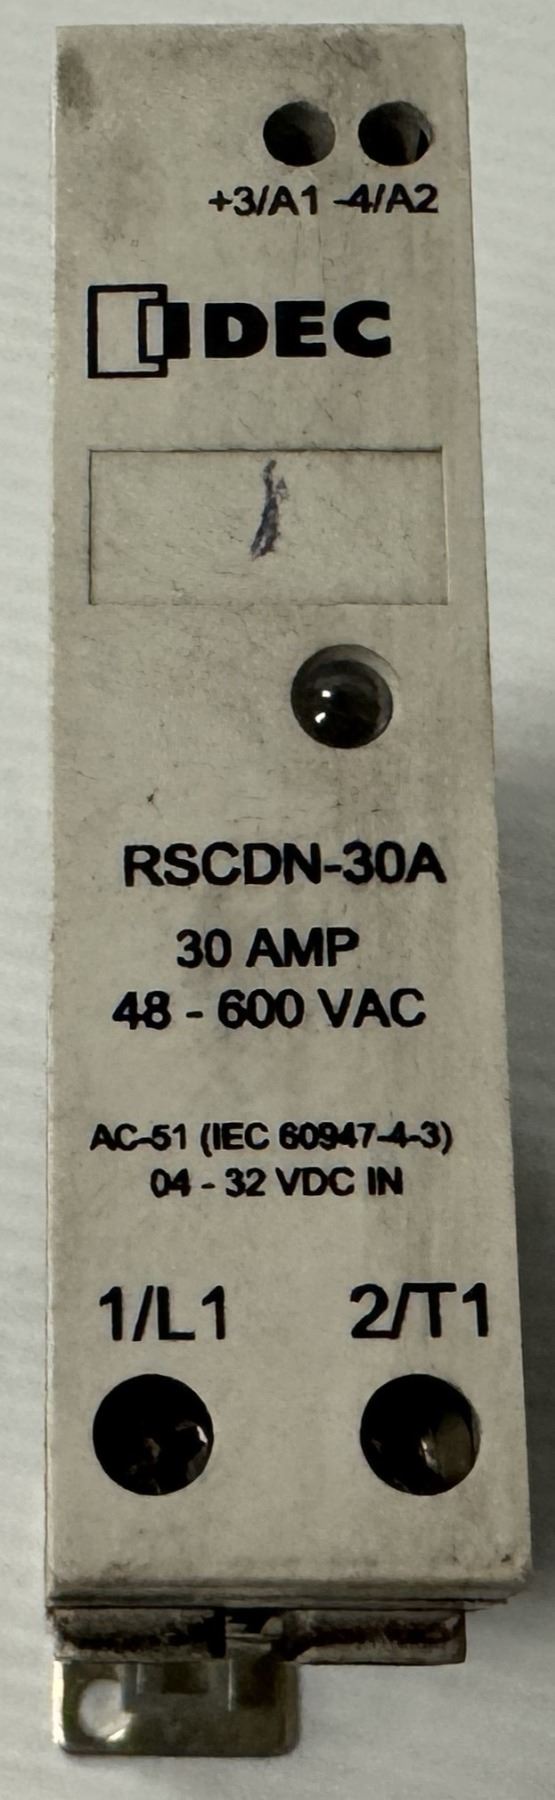 +3/A1 -4/A2
IDEC
RSCDN-30A
30 AMP
48 - 600 VAC
AC-51 (IEC 60947-4-3)
04 - 32 VDC IN
1/L1 2/T1